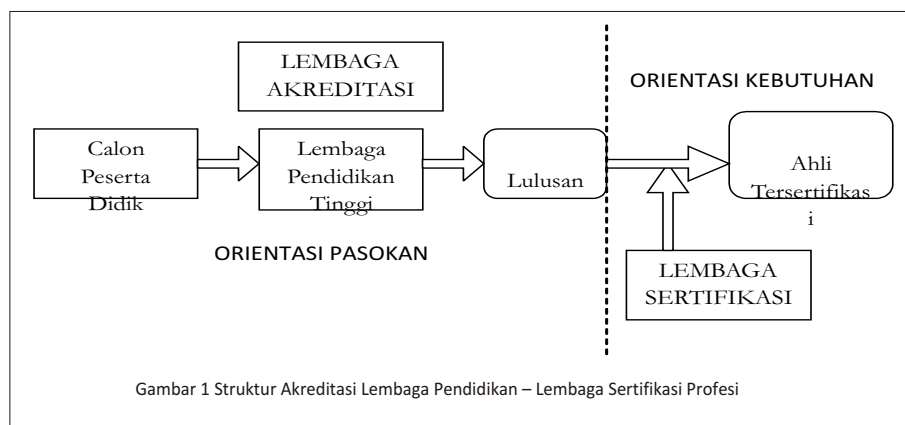 LEMBAGA
AKREDITASI
ORIENTASI KEBUTUHAN
Calon
Peserta
Didik
Lembaga
Pendidikan
Tinggi
Lulusan
Ahli
Tersertifikas
i
ORIENTASI PASOKAN
LEMBAGA
SERTIFIKASI
Gambar 1 Struktur Akreditasi Lembaga Pendidikan – Lembaga Sertifikasi Profesi